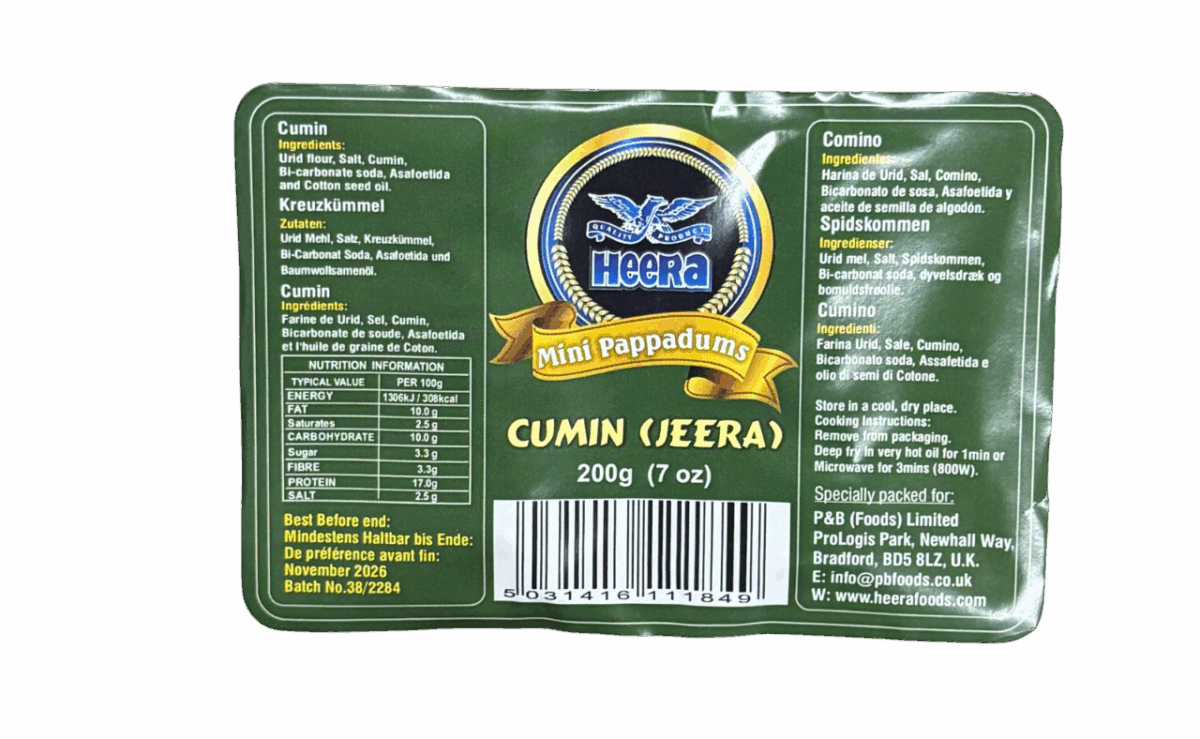 Cumin
Ingredients:
Urid flour, Salt, Cumin,
Bi-carbonate soda, Asafoetida
and Cotton seed oil.
Kreuzkümmel
Zutaten:
Urid Mehl, Salz, Kreuzkümmel,
Bi-Carbonat Soda, Asafoetida und
Baumwollsamenöl.
Cumin
Ingrédients:
Farine de Urid, Sel, Cumin,
Bicarbonate de soude, Asafoetida
et l'huile de graine de Coton.
NUTRITION INFORMATION
TYPICAL VALUE PER 100g
ENERGY 1306kJ / 308kcal
FAT 10.0 g
Saturates 2.5 g
CARBOHYDRATE 10.0 g
Sugar 3.3 g
FIBRE 3.3g
PROTEIN 17.0g
SALT 2.5 g
Best Before end:
Mindestens Haltbar bis Ende:
De préférence avant fin:
November 2026
Batch No.38/2284
QUALITY PRODUCT
HEERA
Mini Pappadums
CUMIN (JEERA)
200g (7 oz)
5 031416 111849
Comino
Ingredientes:
Harina de Urid, Sal, Comino,
Bicarbonato de sosa, Asafoetida y
aceite de semilla de algodón.
Spidskommen
Ingredienser:
Urid mel, Salt, Spidskommen,
Bi-carbonat soda, dyvelsdræk og
bomuldsfroolie.
Cumino
Ingredienti:
Farina Urid, Sale, Cumino,
Bicarbonato soda, Assafetida e
olio di semi di Cotone.
Store in a cool, dry place.
Cooking Instructions:
Remove from packaging.
Deep fry in very hot oil for 1min or
Microwave for 3mins (800W).
Specially packed for:
P&B (Foods) Limited
ProLogis Park, Newhall Way,
Bradford, BD5 8LZ, U.K.
E: info@pbfoods.co.uk
W: www.heerafoods.com